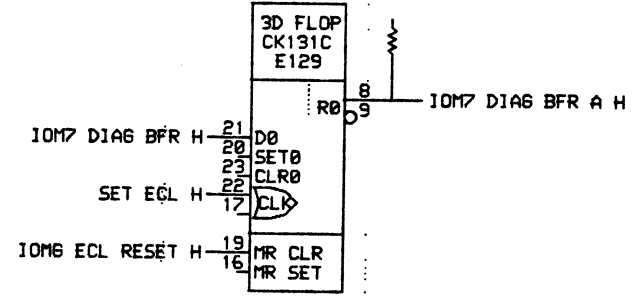 3D FLOP
CK131C
E129
8
R0
9
IOM7 DIAG BFR A H
IOM7 DIAG BFR H
21
D0
20
SET0
23
CLR0
SET ECL H
22
CLK
17
IOM6 ECL RESET H
19
MR CLR
16
MR SET